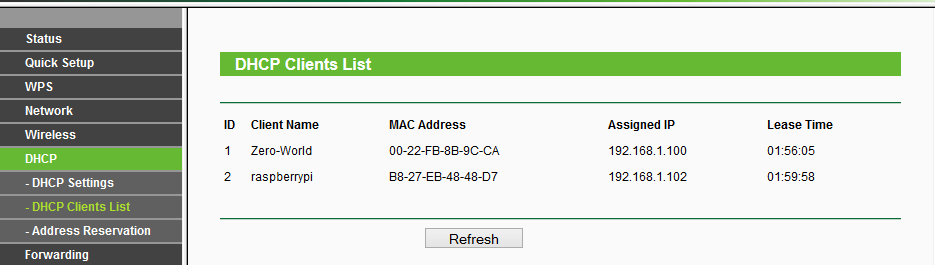 Status
Quick Setup
WPS
Network
Wireless
DHCP
- DHCP Settings
- DHCP Clients List
- Address Reservation
Forwarding
DHCP Clients List
ID Client Name MAC Address Assigned IP Lease Time
1 Zero-World 00-22-FB-8B-9C-CA 192.168.1.100 01:56:05
2 raspberrypi B8-27-EB-48-48-D7 192.168.1.102 01:59:58
Refresh